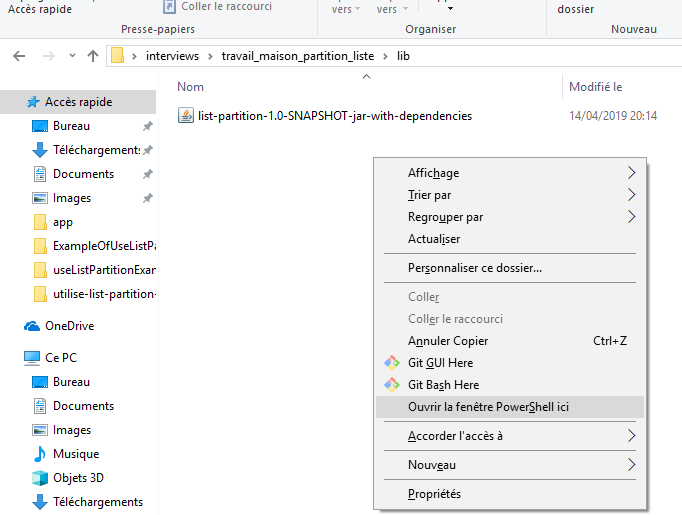 Accès rapide
Coller le raccourci
vers
vers
dossier
Presse-papiers
Organiser
Nouveau
interviews
travail_maison_partition_liste
lib
Nom
Modifié le
Accès rapide
list-partition-1.0-SNAPSHOT-jar-with-dependencies
14/04/2019 20:14
Bureau
Téléchargements
Documents
Images
app
ExampleOfUseListPa
useListPartitionExam
utilise-list-partition-
OneDrive
Ce PC
Bureau
Documents
Images
Musique
Objets 3D
Téléchargements
Affichage
Trier par
Regrouper par
Actualiser
Personnaliser ce dossier...
Coller
Coller le raccourci
Annuler Copier
Ctrl+Z
Git GUI Here
Git Bash Here
Ouvrir la fenêtre PowerShell ici
Accorder l'accès à
Nouveau
Propriétés